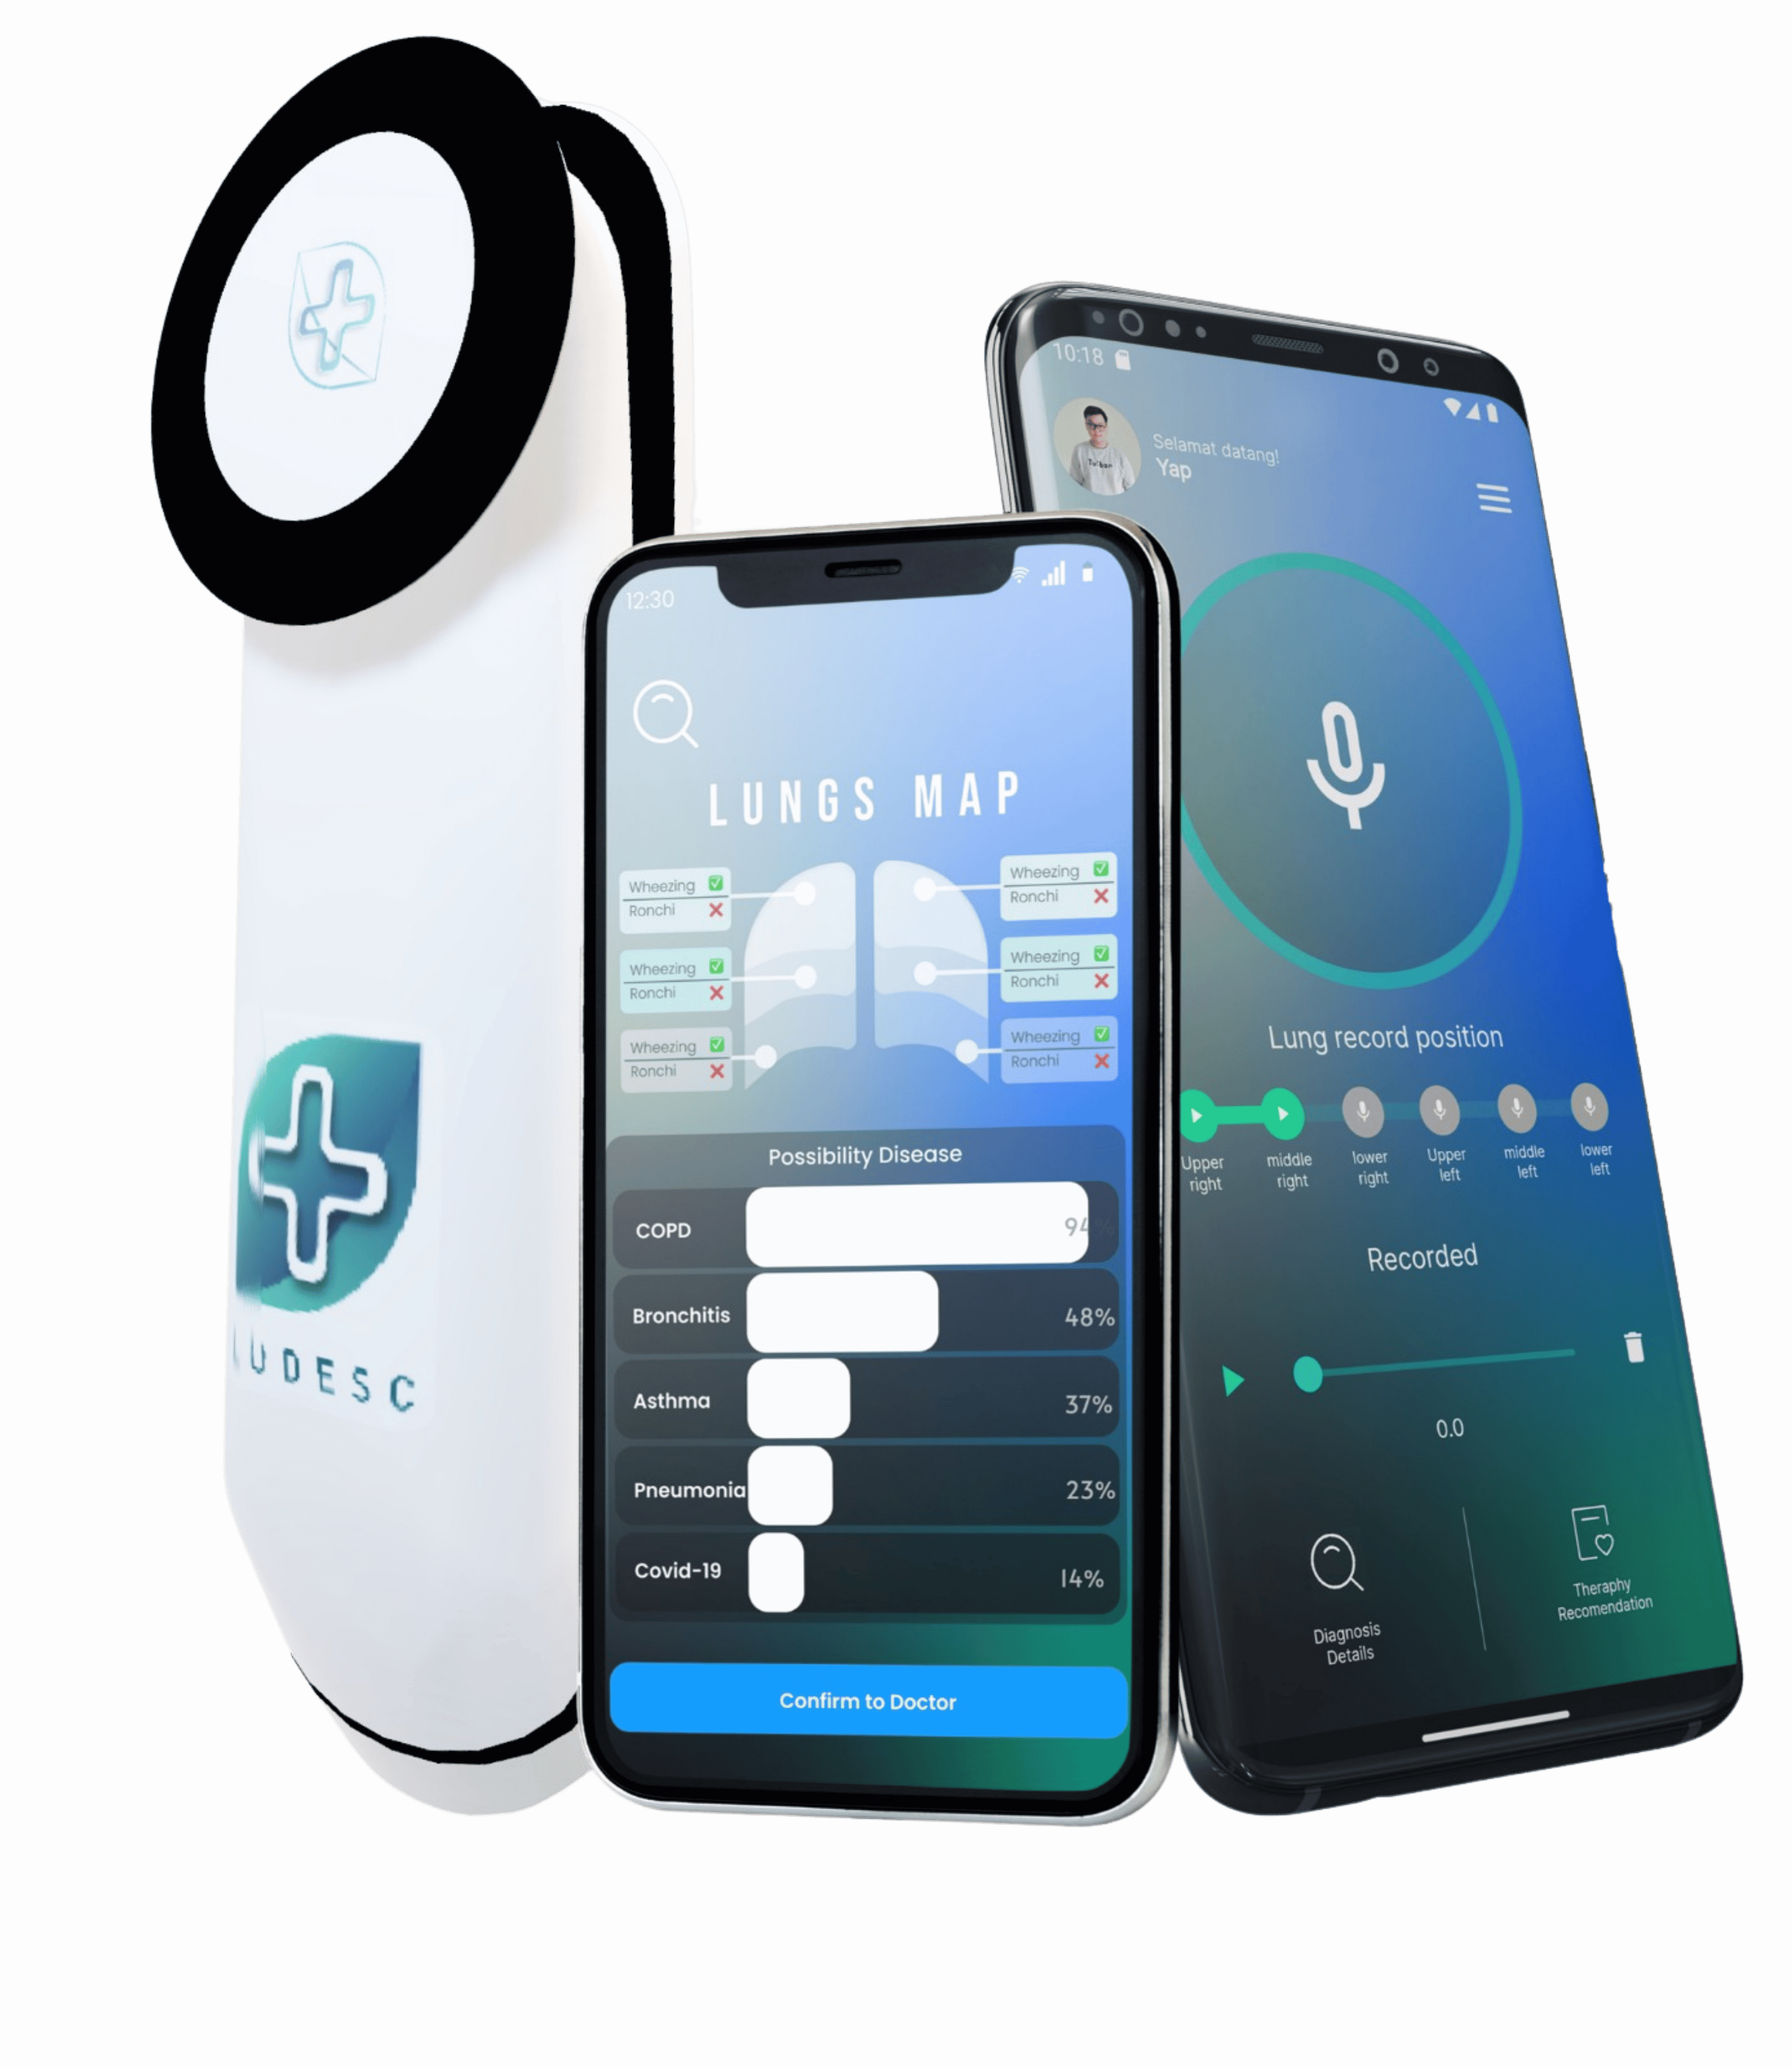 LUDESC
12:30
LUNGS MAP
Wheezing ✅
Ronchi ❌
Wheezing ✅
Ronchi ❌
Wheezing ✅
Ronchi ❌
Wheezing ✅
Ronchi ❌
Wheezing ✅
Ronchi ❌
Wheezing ✅
Ronchi ❌
Possibility Disease
COPD 94%
Bronchitis 48%
Asthma 37%
Pneumonia 23%
Covid-19 14%
Confirm to Doctor
10:18
Selamat datang!
Yap
Lung record position
Upper right
middle right
lower right
Upper left
middle left
lower left
Recorded
0.0
Diagnosis
Details
Theraphy
Recomendation